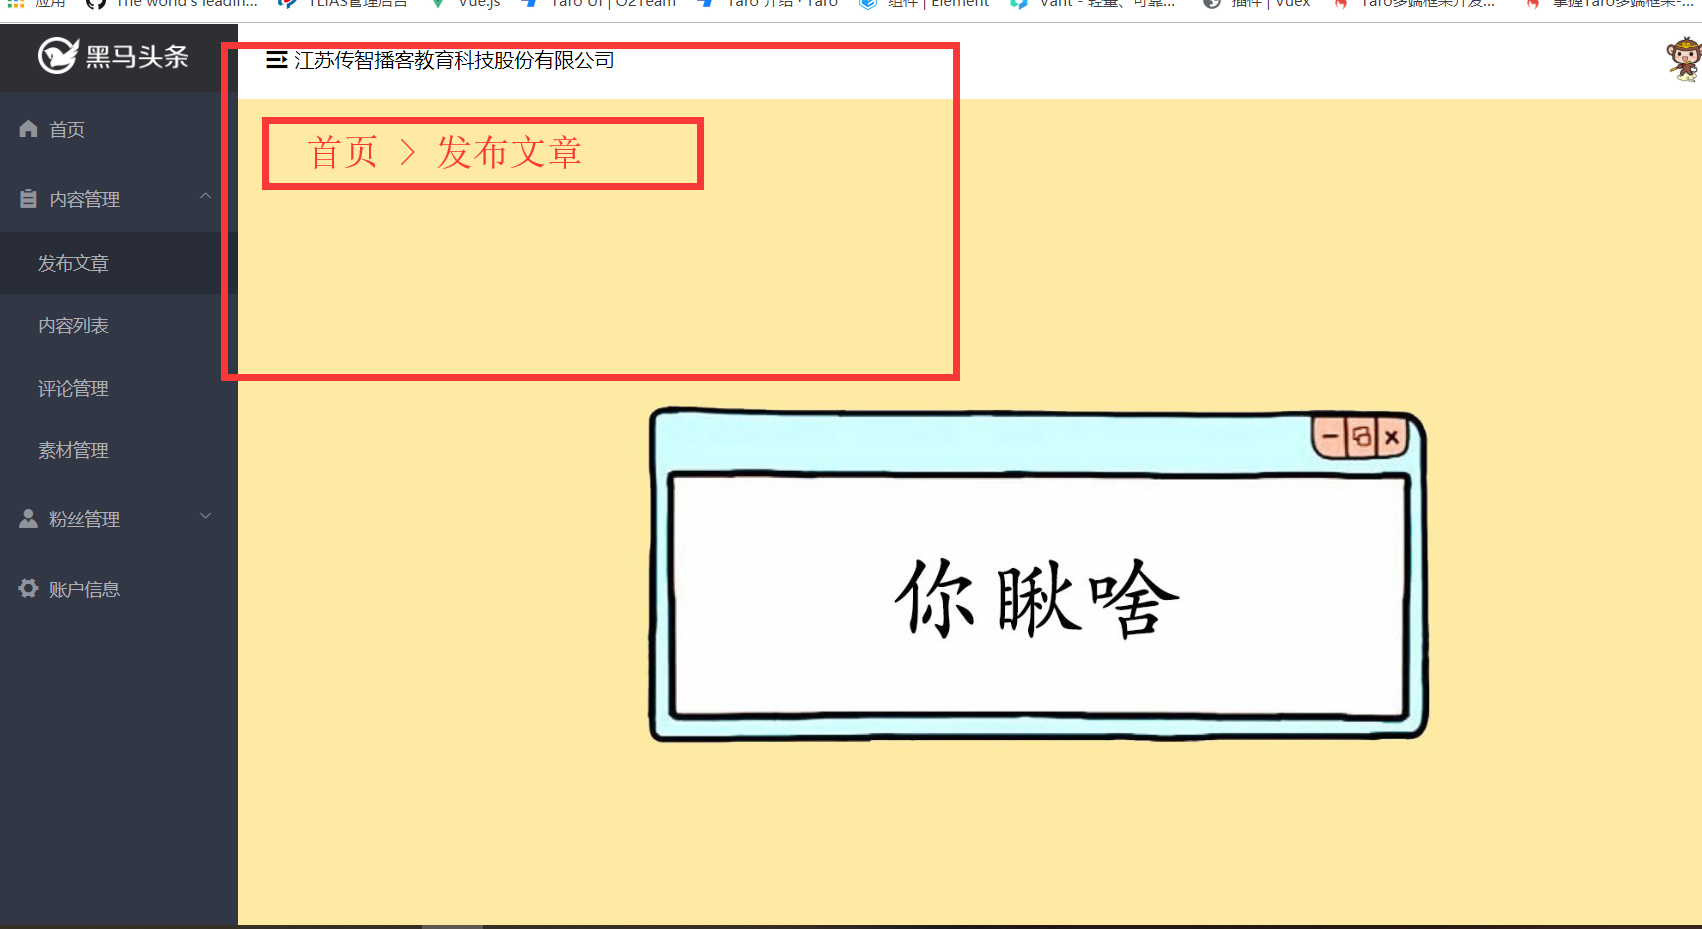 应用 The world's leadin... TLIAS管理后台 Vue.js Taro UI | O2Team Taro 介绍 · Taro 组件 | Element Vant - 轻量、可靠... 插件 | Vuex Taro多端框架开发... 掌握Taro多端框架-...
黑马头条
江苏传智播客教育科技股份有限公司
首页
内容管理
发布文章
内容列表
评论管理
素材管理
粉丝管理
账户信息
首页 > 发布文章
你瞅啥